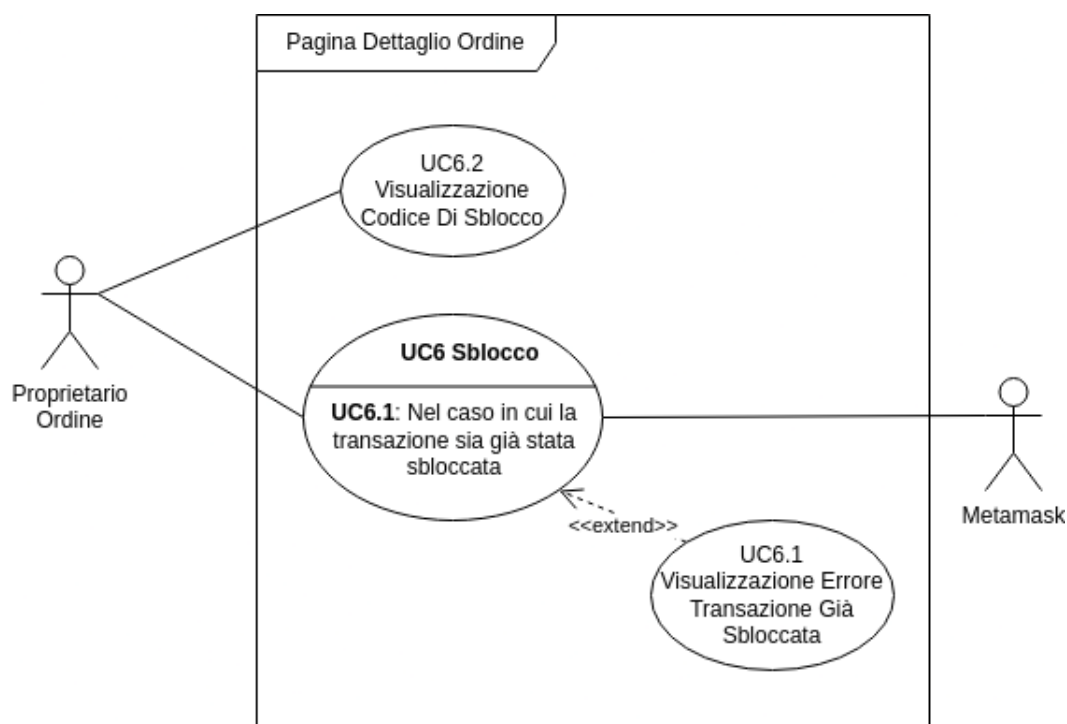 Pagina Dettaglio Ordine
UC6.2
Visualizzazione
Codice Di Sblocco
Proprietario
Ordine
UC6 Sblocco
UC6.1: Nel caso in cui la
transazione sia già stata
sbloccata
Metamask
<<extend>>
UC6.1
Visualizzazione Errore
Transazione Già
Sbloccata